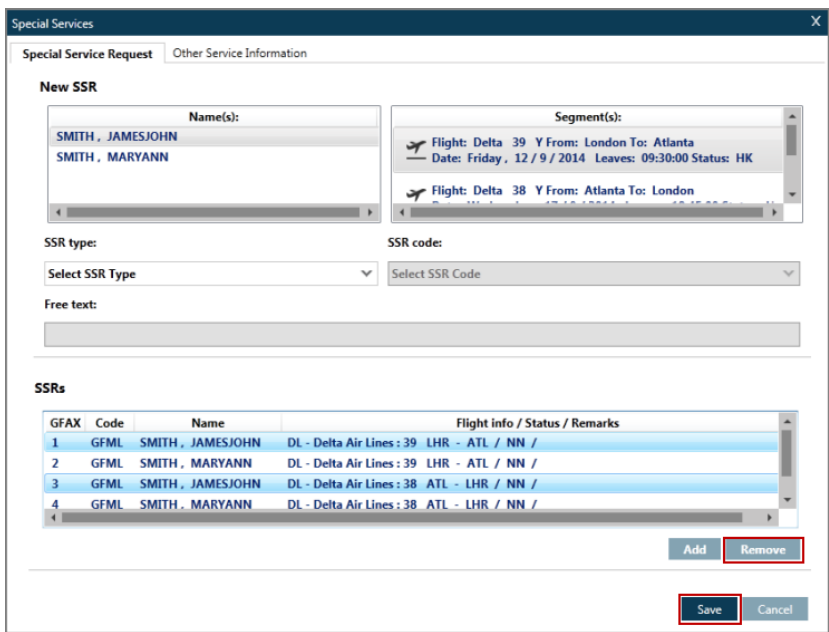 Special Services X
Special Service Request Other Service Information
New SSR
Name(s):
SMITH , JAMESJOHN
SMITH , MARYANN
Segment(s):
Flight: Delta 39 Y From: London To: Atlanta
Date: Friday , 12 / 9 / 2014 Leaves: 09:30:00 Status: HK
Flight: Delta 38 Y From: Atlanta To: London
SSR type: SSR code:
Select SSR Type Select SSR Code
Free text:
SSRs
GFAX Code Name Flight info / Status / Remarks
1 GFML SMITH , JAMESJOHN DL - Delta Air Lines : 39 LHR - ATL / NN /
2 GFML SMITH , MARYANN DL - Delta Air Lines : 39 LHR - ATL / NN /
3 GFML SMITH , JAMESJOHN DL - Delta Air Lines : 38 ATL - LHR / NN /
4 GFML SMITH , MARYANN DL - Delta Air Lines : 38 ATL - LHR / NN /
Add Remove
Save Cancel